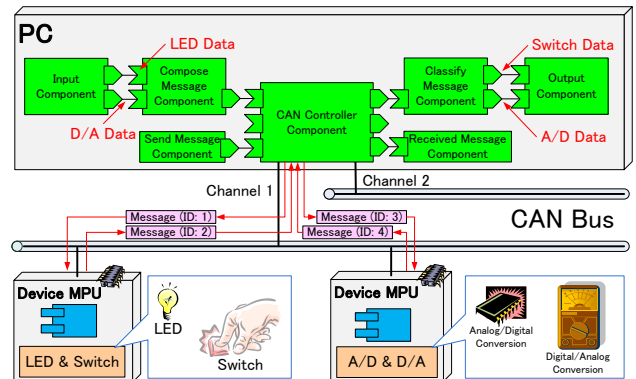 PC
LED Data
Switch Data
Input
Component
Compose
Message
Component
Classify
Message
Component
Output
Component
CAN Controller
Component
D/A Data
A/D Data
Send Message
Component
Received Message
Component
Channel 1
Channel 2
Message (ID: 1)
Message (ID: 2)
Message (ID: 3)
Message (ID: 4)
CAN Bus
Device MPU
LED & Switch
LED
Switch
Device MPU
A/D & D/A
Analog/Digital
Conversion
Digital/Analog
Conversion